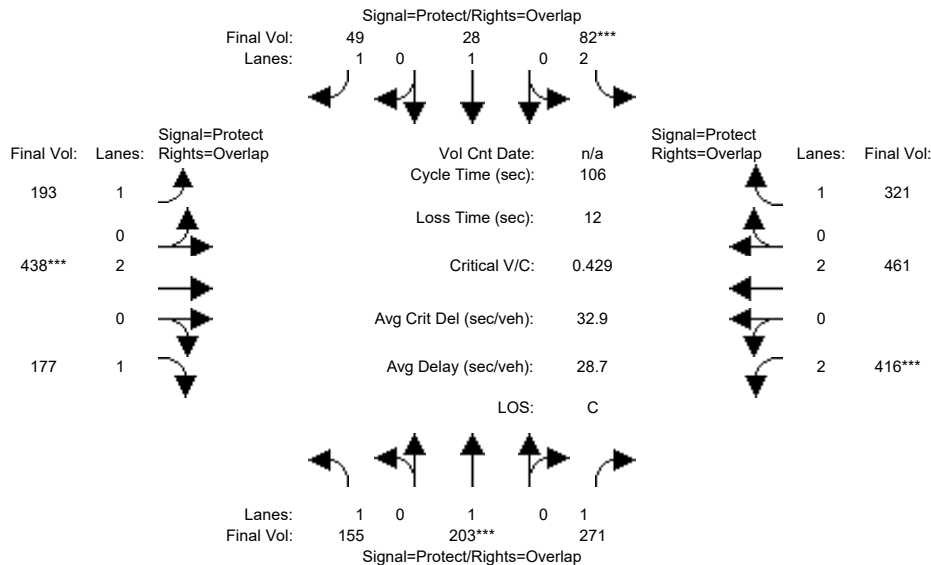 Signal=Protect/Rights=Overlap
Final Vol: 49 28 82***
Lanes: 1 0 1 0 2
Signal=Protect Signal=Protect
Final Vol: Lanes: Rights=Overlap Vol Cnt Date: n/a Rights=Overlap Lanes: Final Vol:
Cycle Time (sec): 106
193 1 1 321
Loss Time (sec): 12
0 0
438*** 2 Critical V/C: 0.429 2 461
0 Avg Crit Del (sec/veh): 32.9 0
177 1 Avg Delay (sec/veh): 28.7 2 416***
LOS: C
Lanes: 1 0 1 0 1
Final Vol: 155 203*** 271
Signal=Protect/Rights=Overlap